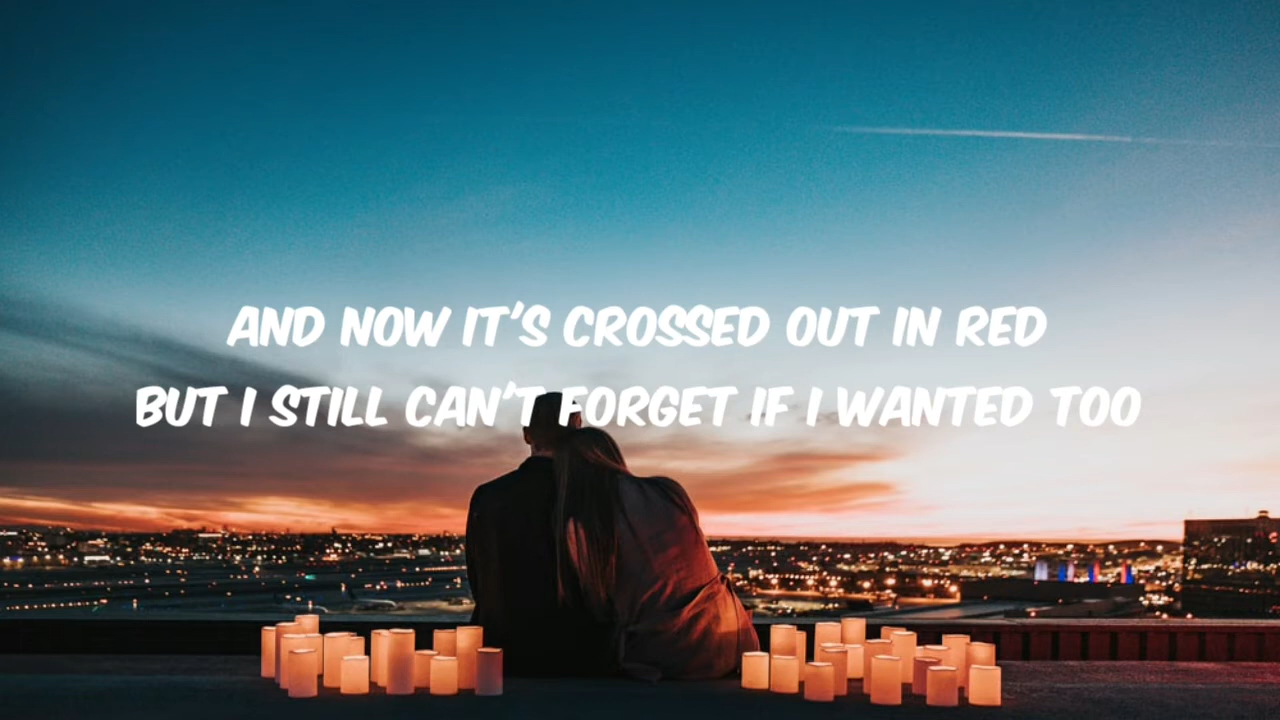 AND NOW IT'S CROSSED OUT IN RED
BUT I STILL CAN'T FORGET IF I WANTED TOO